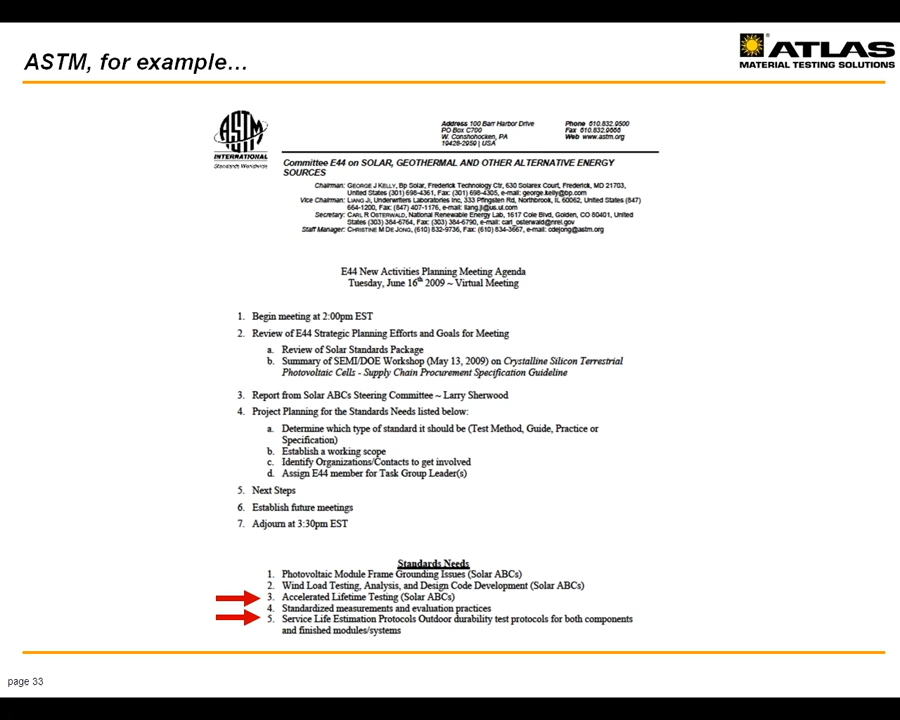 ASTM, for example…
ATLAS
MATERIAL TESTING SOLUTIONS
ASTM
INTERNATIONAL
Standards Worldwide
Address 100 Barr Harbor Drive
PO Box C700
W. Conshohocken, PA
19428-2959 | USA
Phone 610.832.9500
Fax 610.832.9666
Web www.astm.org
Committee E44 on SOLAR, GEOTHERMAL AND OTHER ALTERNATIVE ENERGY
SOURCES
Chairman: GEORGE J KELLY, Bp Solar, Frederick Technology Ctr, 630 Solarex Court, Frederick, MD 21703,
United States (301) 698-4361, Fax: (301) 698-4305, e-mail: george.kelly@bp.com
Vice Chairman: LIANG JI, Underwriters Laboratories Inc, 333 Pfingsten Rd, Northbrook, IL 60062, United States (847)
664-1200, Fax: (847) 407-1176, e-mail: liang.ji@us.ul.com
Secretary: CARL R OSTERWALD, National Renewable Energy Lab, 1617 Cole Blvd, Golden, CO 80401, United
States (303) 384-6764, Fax: (303) 384-6790, e-mail: carl_osterwald@nrel.gov
Staff Manager: CHRISTINE M DE JONG, (610) 832-9736, Fax: (610) 834-3667, e-mail: cdejong@astm.org
E44 New Activities Planning Meeting Agenda
Tuesday, June 16th 2009 ~ Virtual Meeting
1. Begin meeting at 2:00pm EST
2. Review of E44 Strategic Planning Efforts and Goals for Meeting
a. Review of Solar Standards Package
b. Summary of SEMI/DOE Workshop (May 13, 2009) on Crystalline Silicon Terrestrial
Photovoltaic Cells - Supply Chain Procurement Specification Guideline
3. Report from Solar ABCs Steering Committee ~ Larry Sherwood
4. Project Planning for the Standards Needs listed below:
a. Determine which type of standard it should be (Test Method, Guide, Practice or
Specification)
b. Establish a working scope
c. Identify Organizations/Contacts to get involved
d. Assign E44 member for Task Group Leader(s)
5. Next Steps
6. Establish future meetings
7. Adjourn at 3:30pm EST
Standards Needs
1. Photovoltaic Module Frame Grounding Issues (Solar ABCs)
2. Wind Load Testing, Analysis, and Design Code Development (Solar ABCs)
3. Accelerated Lifetime Testing (Solar ABCs)
4. Standardized measurements and evaluation practices
5. Service Life Estimation Protocols Outdoor durability test protocols for both components
and finished modules/systems
page 33